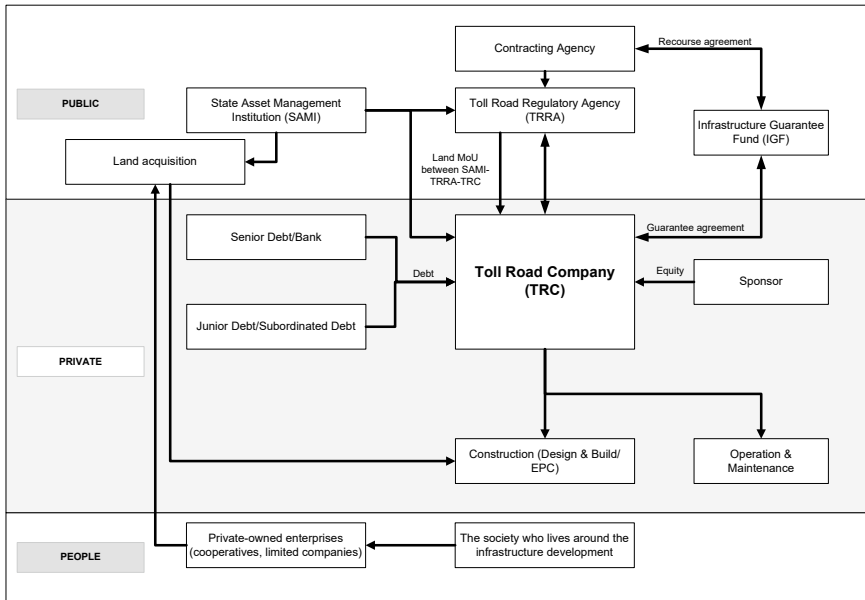 Contracting Agency
Recourse agreement
PUBLIC
State Asset Management
Institution (SAMI)
Toll Road Regulatory Agency
(TRRA)
Infrastructure Guarantee
Fund (IGF)
Land acquisition
Land MoU
between SAMI-
TRRA-TRC
Senior Debt/Bank
Guarantee agreement
Debt
Toll Road Company
(TRC)
Equity
Sponsor
Junior Debt/Subordinated Debt
PRIVATE
Construction (Design & Build/
EPC)
Operation &
Maintenance
Private-owned enterprises
(cooperatives, limited companies)
The society who lives around the
infrastructure development
PEOPLE